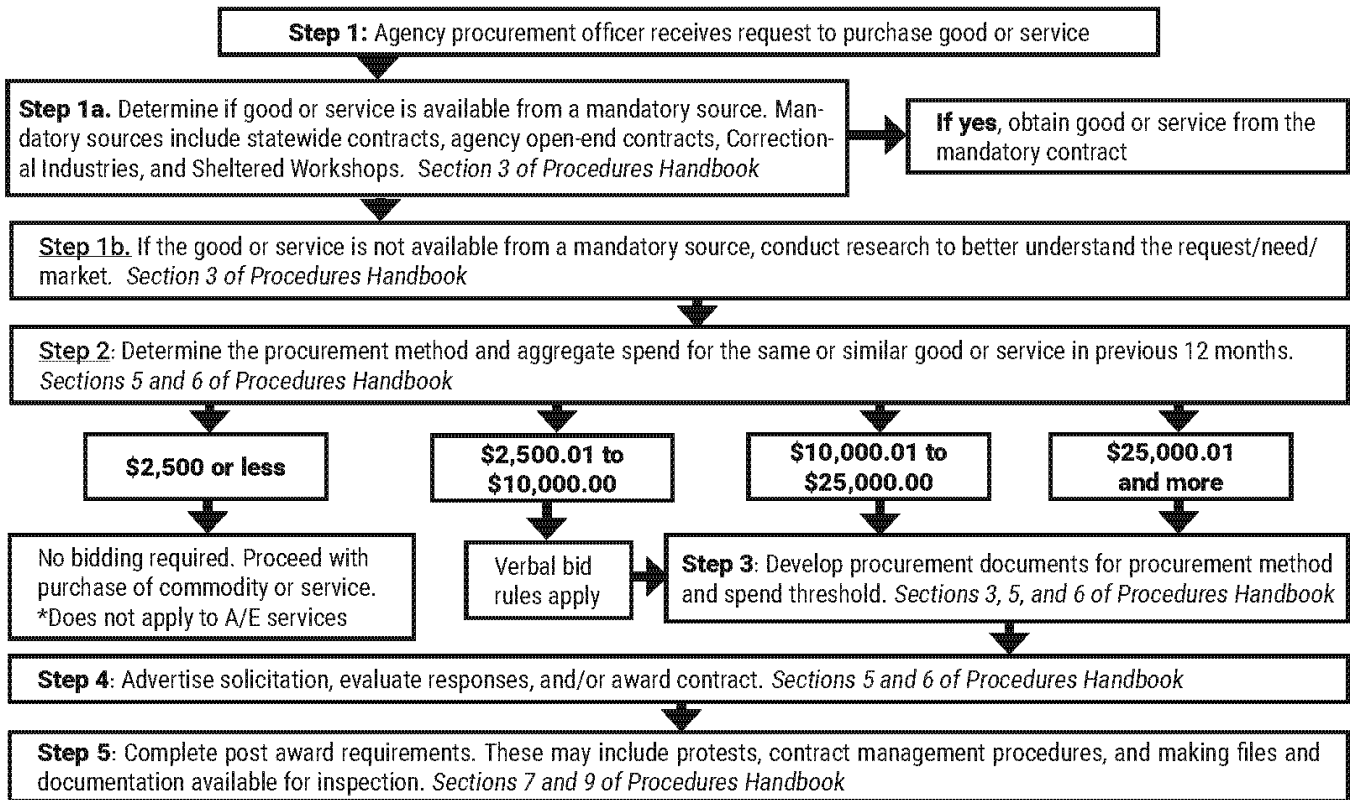 Step 1: Agency procurement officer receives request to purchase good or service
Step 1a. Determine if good or service is available from a mandatory source. Man-
datory sources include statewide contracts, agency open-end contracts, Correction-
al Industries, and Sheltered Workshops. Section 3 of Procedures Handbook
If yes, obtain good or service from the
mandatory contract
Step 1b. If the good or service is not available from a mandatory source, conduct research to better understand the request/need/
market. Section 3 of Procedures Handbook
Step 2: Determine the procurement method and aggregate spend for the same or similar good or service in previous 12 months.
Sections 5 and 6 of Procedures Handbook
$2,500 or less
$2,500.01 to
$10,000.00
$10,000.01 to
$25,000.00
$25,000.01
and more
No bidding required. Proceed with
purchase of commodity or service.
*Does not apply to A/E services
Verbal bid
rules apply
Step 3: Develop procurement documents for procurement method
and spend threshold. Sections 3, 5, and 6 of Procedures Handbook
Step 4: Advertise solicitation, evaluate responses, and/or award contract. Sections 5 and 6 of Procedures Handbook
Step 5: Complete post award requirements. These may include protests, contract management procedures, and making files and
documentation available for inspection. Sections 7 and 9 of Procedures Handbook